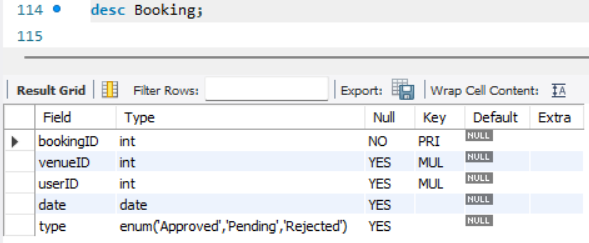 114 desc Booking;
115
Result Grid Filter Rows: Export: Wrap Cell Content: IA
Field Type Null Key Default Extra
bookingID int NO PRI NULL
venueID int YES MUL NULL
userID int YES MUL NULL
date date YES NULL
type enum('Approved','Pending','Rejected') YES NULL